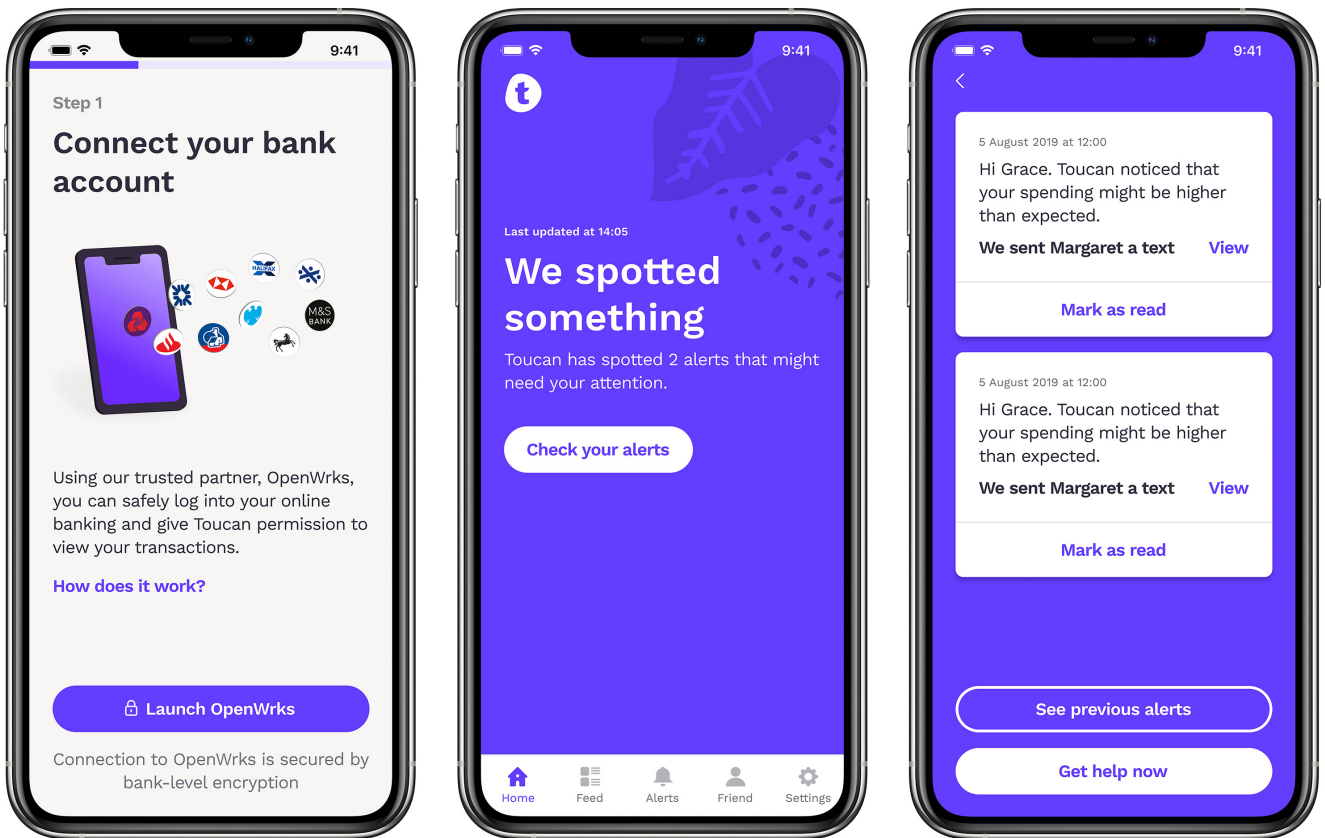 9:41
Step 1
Connect your bank
account
HALIFAX
M&S
BANK
Using our trusted partner, OpenWrks,
you can safely log into your online
banking and give Toucan permission to
view your transactions.
How does it work?
Launch OpenWrks
Connection to OpenWrks is secured by
bank-level encryption
9:41
t
Last updated at 14:05
We spotted
something
Toucan has spotted 2 alerts that might
need your attention.
Check your alerts
Home Feed Alerts Friend Settings
9:41
5 August 2019 at 12:00
Hi Grace. Toucan noticed that
your spending might be higher
than expected.
We sent Margaret a text View
Mark as read
5 August 2019 at 12:00
Hi Grace. Toucan noticed that
your spending might be higher
than expected.
We sent Margaret a text View
Mark as read
See previous alerts
Get help now